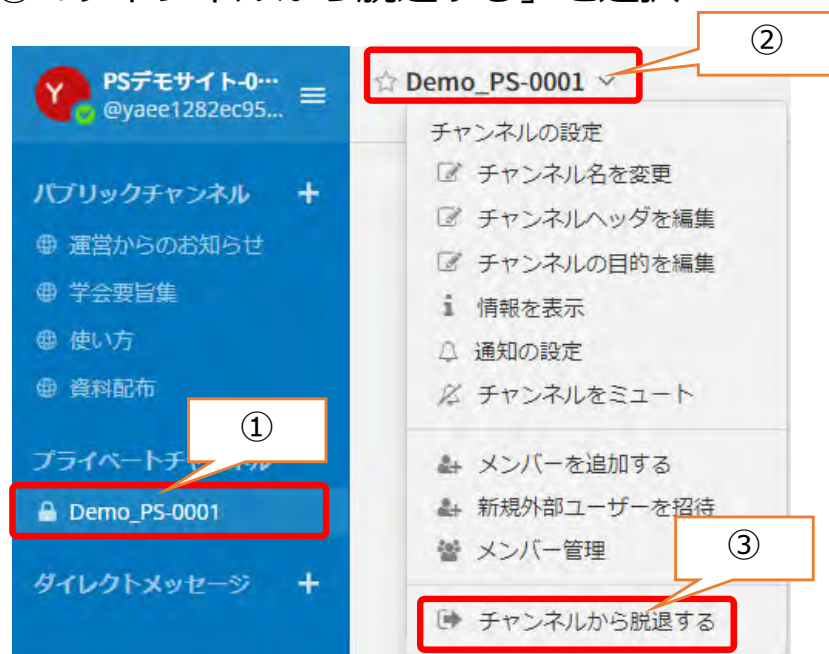 PSデモサイト-0…
@yaee1282ec95...
パブリックチャンネル +
運営からのお知らせ
学会要旨集
使い方
資料配布
①
Demo_PS-0001
ダイレクトメッセージ +
②
Demo_PS-0001
チャンネルの設定
チャンネル名を変更
チャンネルヘッダを編集
チャンネルの目的を編集
情報を表示
通知の設定
チャンネルをミュート
メンバーを追加する
新規外部ユーザーを招待
メンバー管理
③
チャンネルから脱退する